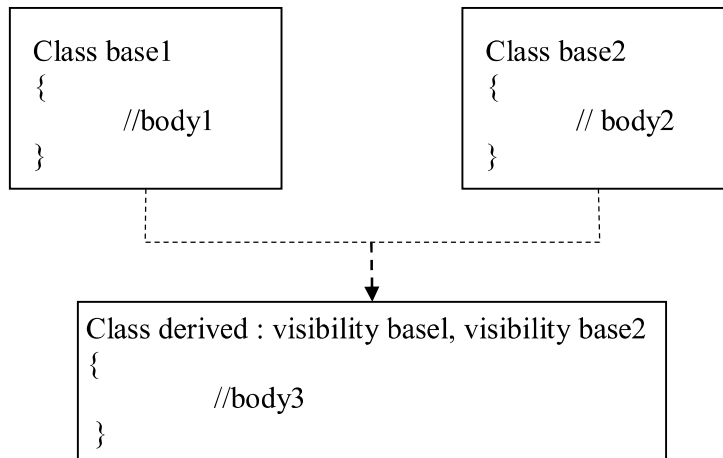 Class base1
{
//body1
}
Class base2
{
// body2
}
Class derived : visibility basel, visibility base2
{
//body3
}